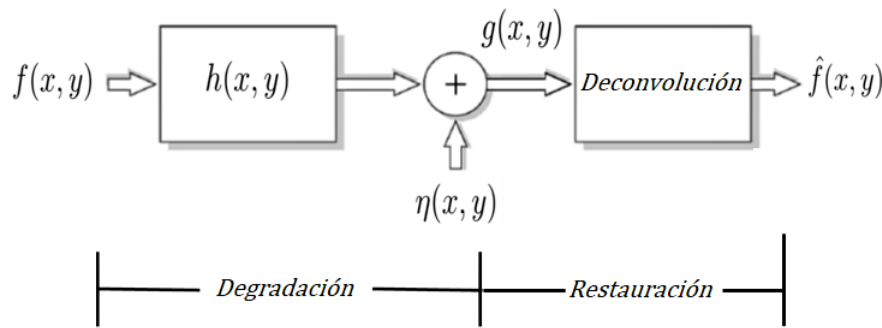 g(x, y)
f(x, y)
h(x, y)
+
Deconvolución
f̂(x, y)
η(x, y)
Degradación
Restauración